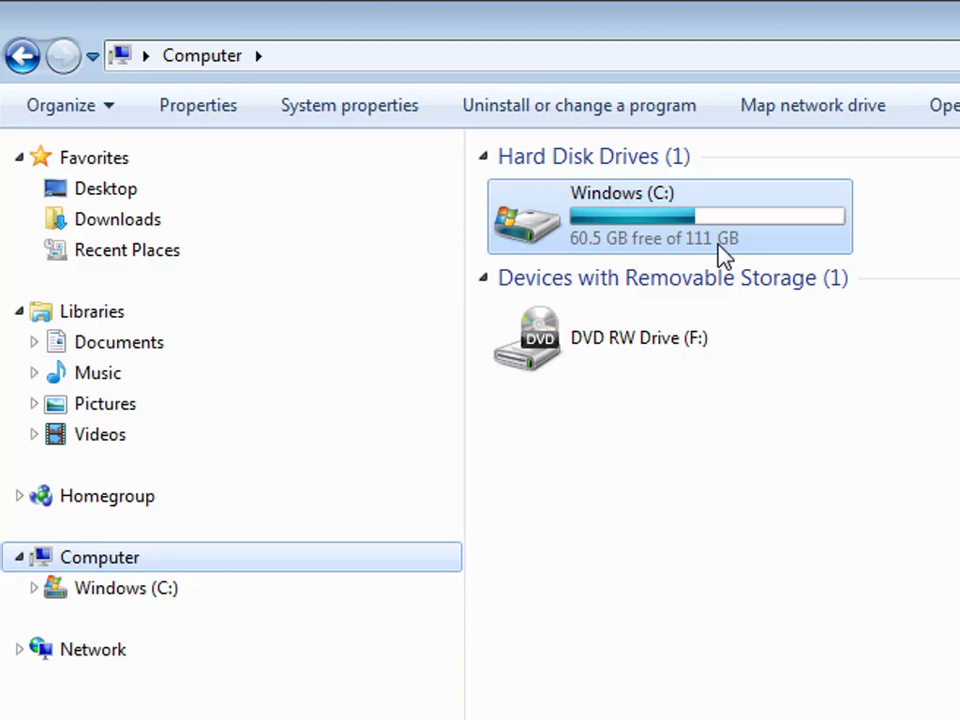 Computer
Organize
Properties
System properties
Uninstall or change a program
Map network drive
Ope
Favorites
Desktop
Downloads
Recent Places
Libraries
Documents
Music
Pictures
Videos
Homegroup
Computer
Windows (C:)
Network
Hard Disk Drives (1)
Windows (C:)
60.5 GB free of 111 GB
Devices with Removable Storage (1)
DVD
DVD RW Drive (F:)